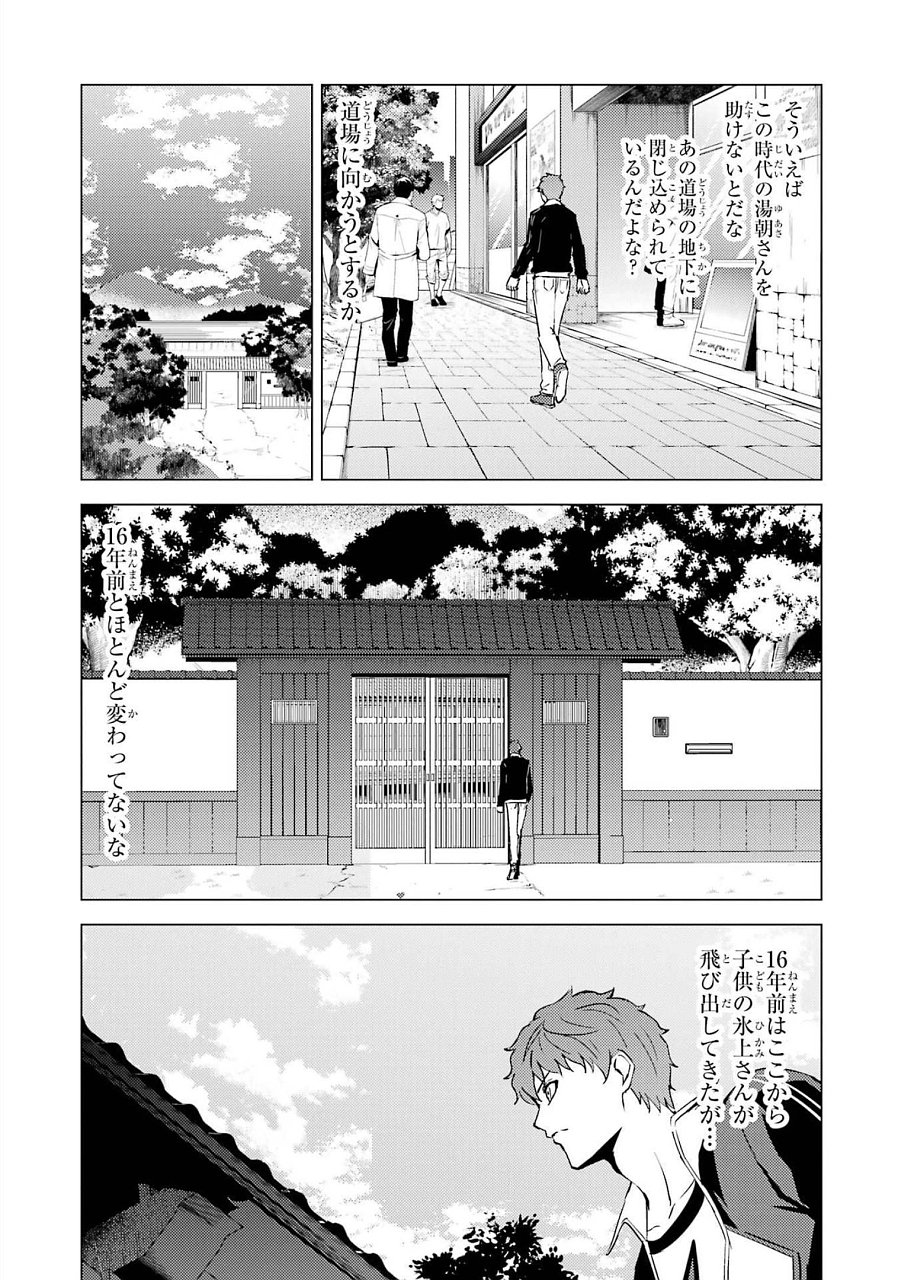 そういえば
この時代の湯朝さんを
助けないとだな
あの道場の地下に
閉じ込められて
いるんだよな?
道場に向かうとするか
16年前とほとんど変わってないな
16年前はここから
子供の氷上さんが
飛び出してきたが…